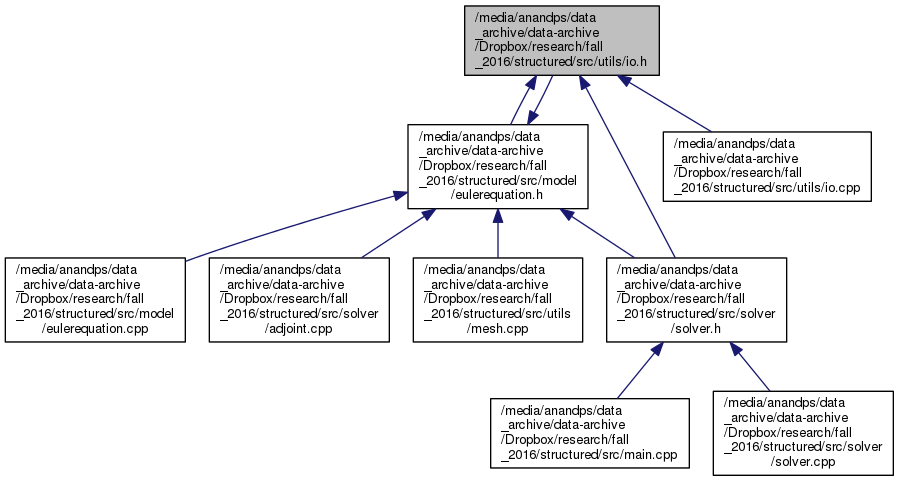 /media/anandps/data
_archive/data-archive
/Dropbox/research/fall
_2016/structured/src/utils/io.h
/media/anandps/data
_archive/data-archive
/Dropbox/research/fall
_2016/structured/src/model
/eulerequation.h
/media/anandps/data
_archive/data-archive
/Dropbox/research/fall
_2016/structured/src/utils/io.cpp
/media/anandps/data
_archive/data-archive
/Dropbox/research/fall
_2016/structured/src/model
/eulerequation.cpp
/media/anandps/data
_archive/data-archive
/Dropbox/research/fall
_2016/structured/src/solver
/adjoint.cpp
/media/anandps/data
_archive/data-archive
/Dropbox/research/fall
_2016/structured/src/utils
/mesh.cpp
/media/anandps/data
_archive/data-archive
/Dropbox/research/fall
_2016/structured/src/solver
/solver.h
/media/anandps/data
_archive/data-archive
/Dropbox/research/fall
_2016/structured/src/main.cpp
/media/anandps/data
_archive/data-archive
/Dropbox/research/fall
_2016/structured/src/solver
/solver.cpp